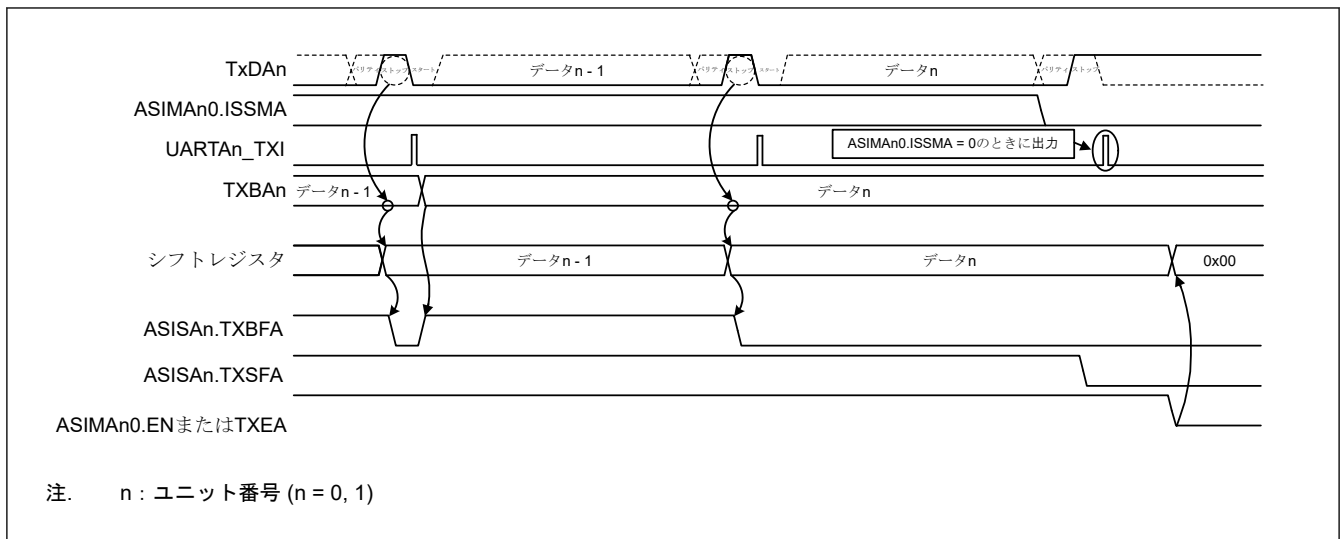 TxDAn パリティ ストップ スタート データn - 1 パリティ ストップ スタート データn パリティ ストップ
ASIMAn0.ISSMA
UARTAn_TXI ASIMAn0.ISSMA = 0のときに出力
TXBAn データn - 1 データn
シフトレジスタ データn - 1 データn 0x00
ASISAn.TXBFA
ASISAn.TXSFA
ASIMAn0.ENまたはTXEA
注. n : ユニット番号 (n = 0, 1)